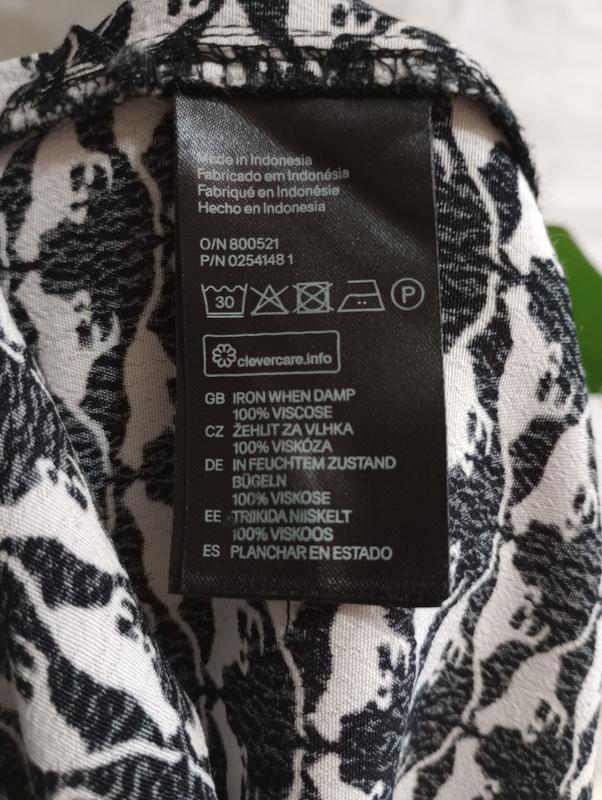 Made in Indonesia
Fabricado em Indonésia
Fabriqué en Indonésie
Hecho en Indonesia
O/N 800521
P/N 0254148 1
30 P
clevercare.info
GB IRON WHEN DAMP
100% VISCOSE
CZ ŽEHLIT ZA VLHKA
100% VISKÓZA
DE IN FEUCHTEM ZUSTAND
BÜGELN
100% VISKOSE
EE TRIIKIDA NIISKELT
100% VISKOOS
ES PLANCHAR EN ESTADO